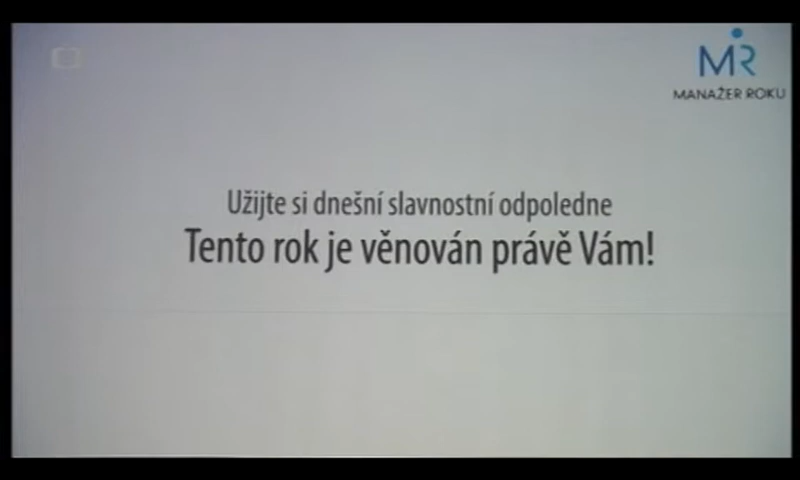 MR
MANAŽER ROKU
Užijte si dnešní slavnostní odpoledne
Tento rok je věnován právě Vám!